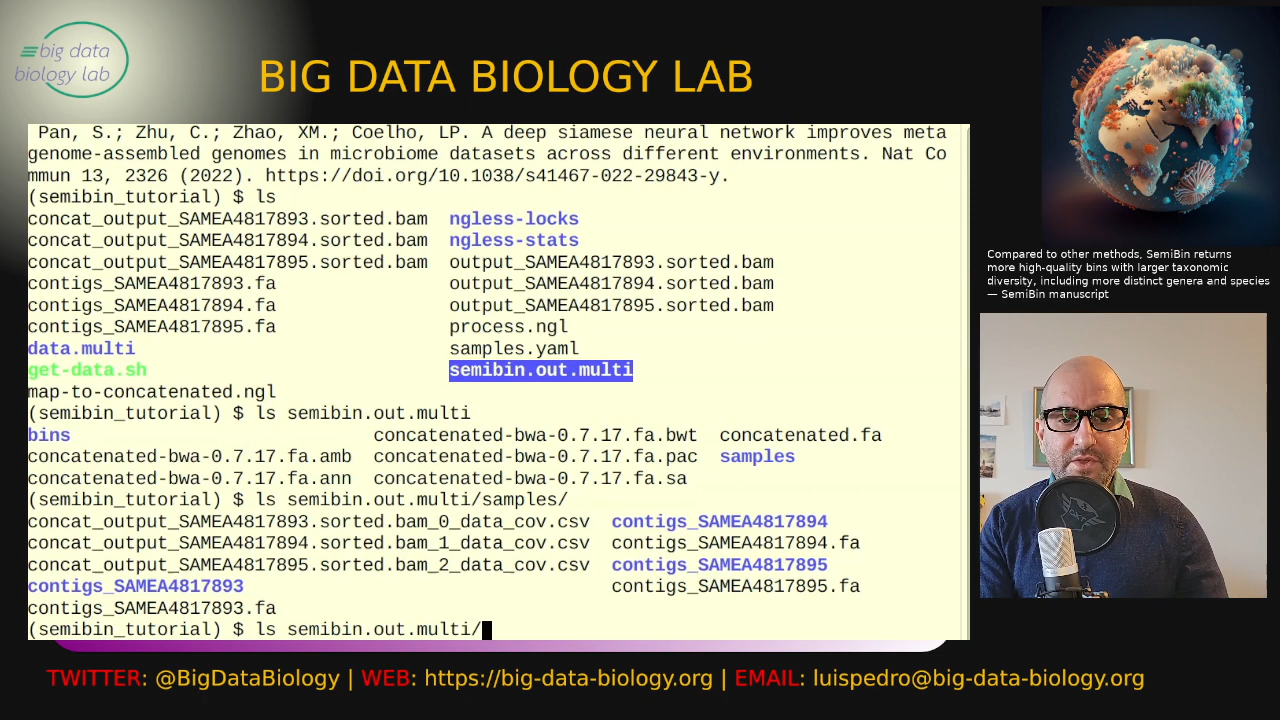 big data
biology lab
BIG DATA BIOLOGY LAB
Pan, S.; Zhu, C.; Zhao, XM.; Coelho, LP. A deep siamese neural network improves meta
genome-assembled genomes in microbiome datasets across different environments. Nat Co
mmun 13, 2326 (2022). https://doi.org/10.1038/s41467-022-29843-y.
(semibin_tutorial) $ ls
concat_output_SAMEA4817893.sorted.bam ngless-locks
concat_output_SAMEA4817894.sorted.bam ngless-stats
concat_output_SAMEA4817895.sorted.bam output_SAMEA4817893.sorted.bam
contigs_SAMEA4817893.fa output_SAMEA4817894.sorted.bam
contigs_SAMEA4817894.fa output_SAMEA4817895.sorted.bam
contigs_SAMEA4817895.fa process.ngl
data.multi samples.yaml
get-data.sh semibin.out.multi
map-to-concatenated.ngl
(semibin_tutorial) $ ls semibin.out.multi
bins concatenated-bwa-0.7.17.fa.bwt concatenated.fa
concatenated-bwa-0.7.17.fa.amb concatenated-bwa-0.7.17.fa.pac samples
concatenated-bwa-0.7.17.fa.ann concatenated-bwa-0.7.17.fa.sa
(semibin_tutorial) $ ls semibin.out.multi/samples/
concat_output_SAMEA4817893.sorted.bam_0_data_cov.csv contigs_SAMEA4817894
concat_output_SAMEA4817894.sorted.bam_1_data_cov.csv contigs_SAMEA4817894.fa
concat_output_SAMEA4817895.sorted.bam_2_data_cov.csv contigs_SAMEA4817895
contigs_SAMEA4817893 contigs_SAMEA4817895.fa
contigs_SAMEA4817893.fa
(semibin_tutorial) $ ls semibin.out.multi/
Compared to other methods, SemiBin returns
more high-quality bins with larger taxonomic
diversity, including more distinct genera and species
— SemiBin manuscript
TWITTER: @BigDataBiology | WEB: https://big-data-biology.org | EMAIL: luispedro@big-data-biology.org